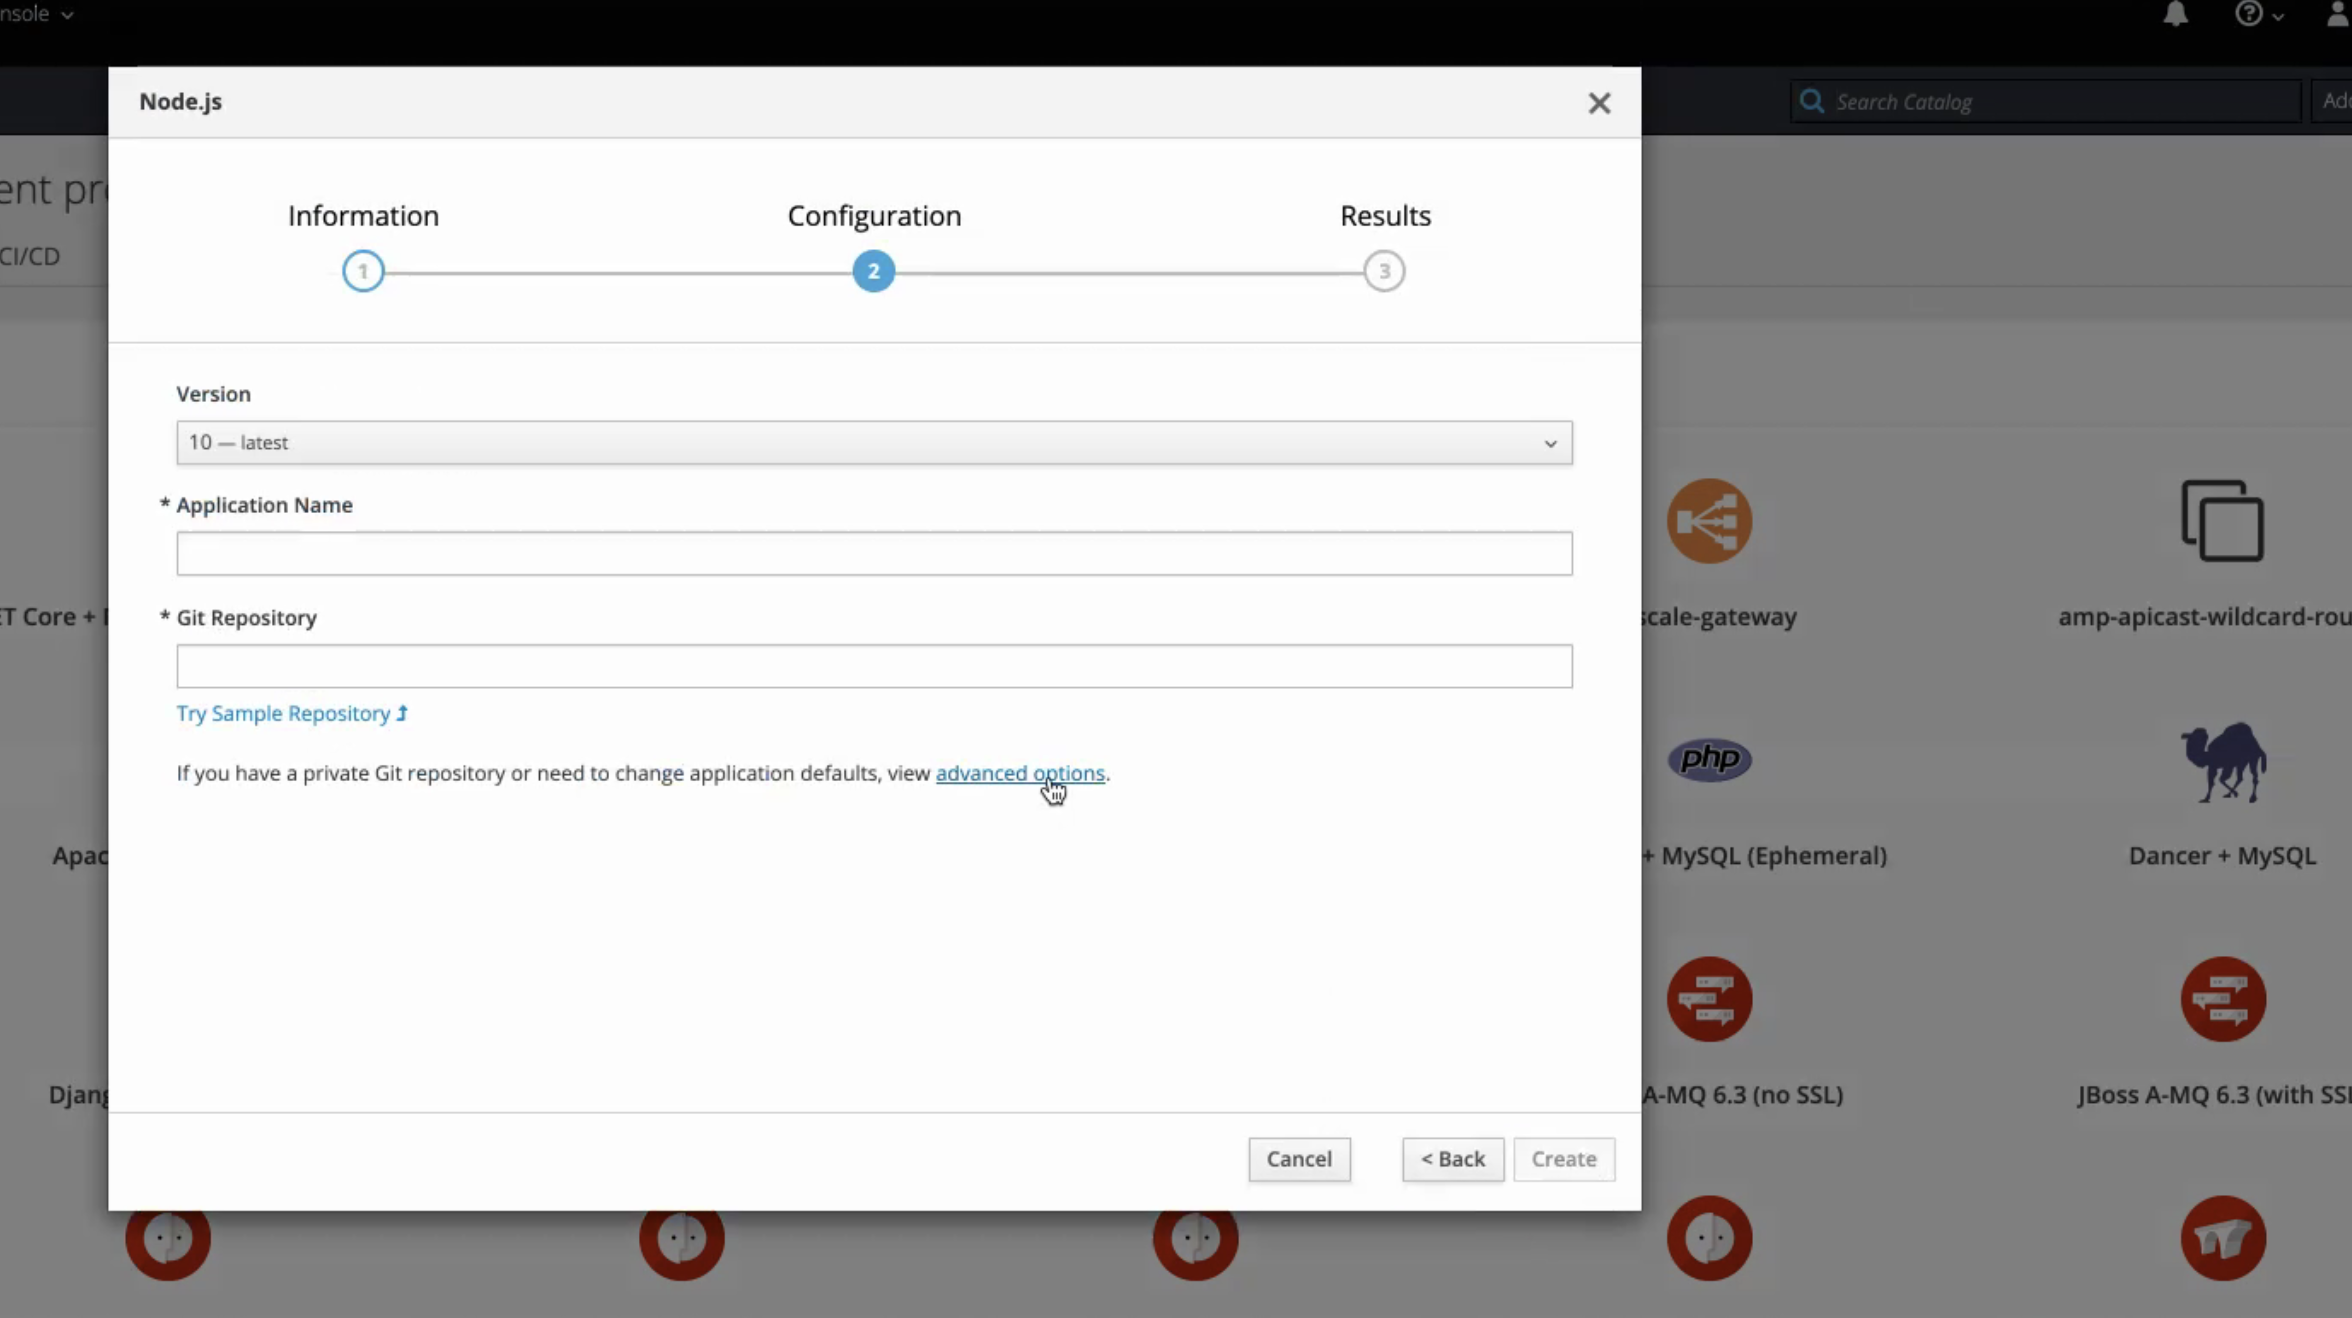 nsole
Node.js
Search Catalog
Add
ent pr
CI/CD
Information
Configuration
Results
1
2
3
Version
10 — latest
* Application Name
* Git Repository
Try Sample Repository
If you have a private Git repository or need to change application defaults, view advanced options.
ET Core +
scale-gateway
amp-apicast-wildcard-rou
php
Apac
+ MySQL (Ephemeral)
Dancer + MySQL
Djang
A-MQ 6.3 (no SSL)
JBoss A-MQ 6.3 (with SSL
Cancel
< Back
Create